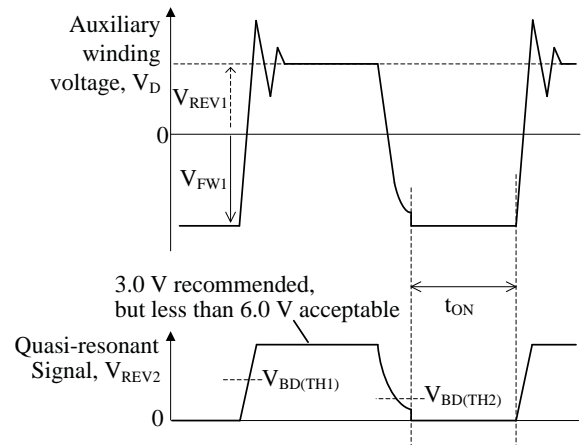 Auxiliary
winding
voltage, V_D
V_REV1
0
V_FW1
3.0 V recommended,
but less than 6.0 V acceptable
t_ON
Quasi-resonant
Signal, V_REV2
V_BD(TH1)
V_BD(TH2)
0